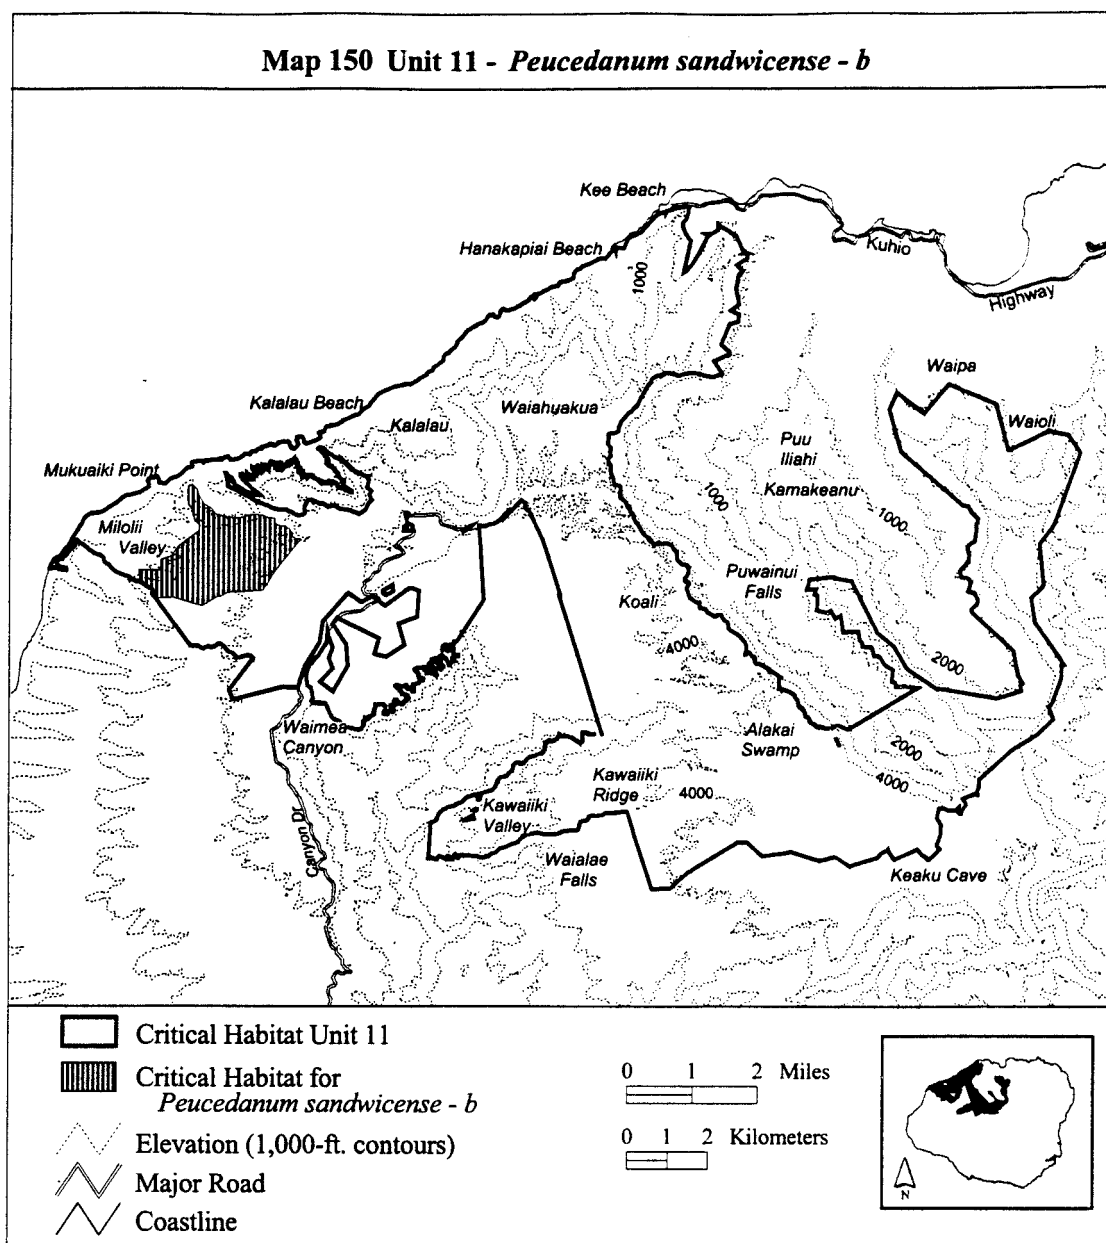 Map 150 Unit 11 - Peucedanum sandwicense - b
Kee Beach
Hanakapiai Beach
Kuhio
Highway
1000
Waipa
Kalalau Beach
Kalalau
Waiahuakua
Waioli
Puu
Iliahi
Mukuaiki Point
Kamakeanu
1000
1000
Milolii
Valley
Puwainui
Falls
Koali
4000
2000
Waimea
Canyon
Alakai
Swamp
2000
4000
Kawaiiki
Ridge
4000
Kawaiiki
Valley
Canyon Dr
Waialae
Falls
Keaku Cave
Critical Habitat Unit 11
Critical Habitat for
Peucedanum sandwicense - b
Elevation (1,000-ft. contours)
Major Road
Coastline
0 1 2 Miles
0 1 2 Kilometers
N